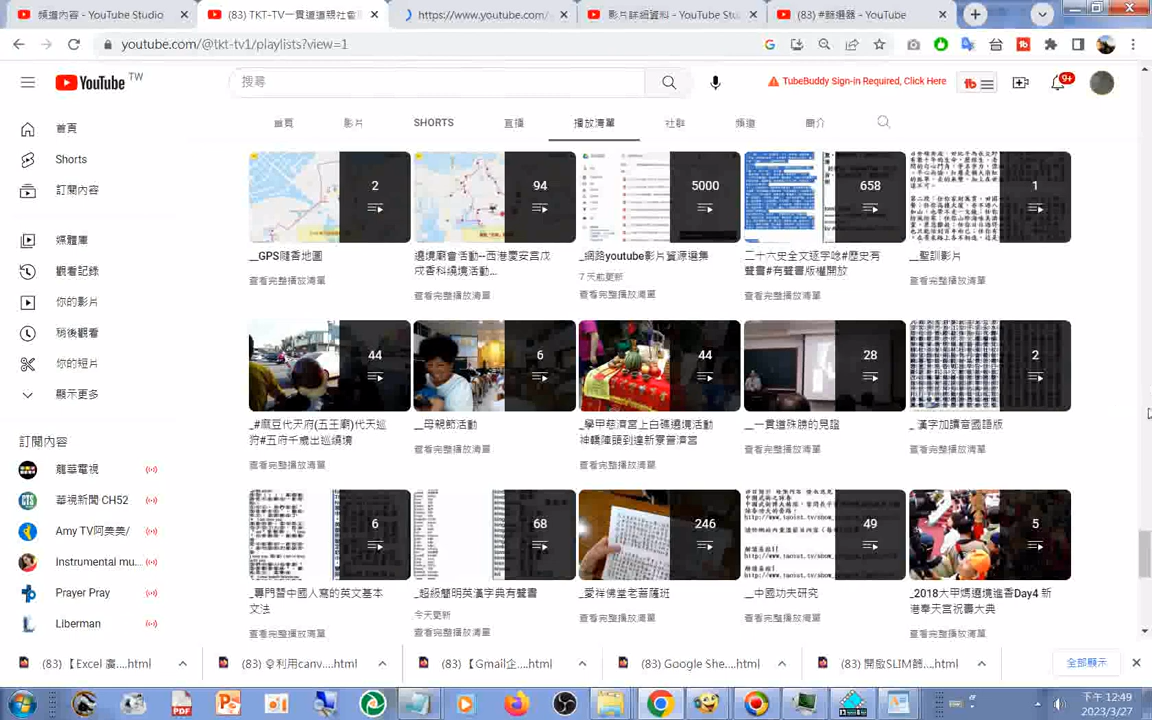 頻道內容 - YouTube Studio
(83) TKT-TV一貫道道親社會
https://www.youtube.com/
影片詳細資料 - YouTube Stu
(83) #篩選器 - YouTube
youtube.com/@tkt-tv1/playlists?view=1
YouTube TW
搜尋
TubeBuddy Sign-in Required, Click Here
9+
首頁
影片
SHORTS
直播
播放清單
社群
頻道
簡介
首頁
Shorts
訂閱內容
媒體庫
觀看記錄
你的影片
稍後觀看
你的短片
顯示更多
訂閱內容
龍華電視
華視新聞 CH52
Amy TV阿美美/
Instrumental mu...
Prayer Pray
Liberman
2
94
5000
658
1
__GPS隨香地圖
查看完整播放清單
遶境廟會活動--西港慶安宮戊
戌香科繞境活動...
查看完整播放清單
_網路youtube影片資源選集
7 天前更新
查看完整播放清單
二十六史全文逐字唸#歷史有
聲書#有聲書版權開放
查看完整播放清單
__聖訓影片
查看完整播放清單
44
6
44
28
2
_#麻豆代天府(五王廟)代天巡
狩#五府千歲出巡繞境
查看完整播放清單
__母親節活動
查看完整播放清單
_學甲慈濟宮上白礁遶境活動
神轎陣頭到達新寮晉濟宮
查看完整播放清單
_一貫道殊勝的見證
查看完整播放清單
_ 漢字加讀音國語版
查看完整播放清單
6
68
246
49
5
_專門習中國人寫的英文基本
文法
查看完整播放清單
_超級簡明英漢字典有聲書
今天更新
查看完整播放清單
_愛祥佛堂老菩薩班
查看完整播放清單
__中國功夫研究
查看完整播放清單
_2018大甲媽遶境進香Day4 新
港奉天宮祝壽大典
查看完整播放清單
(83)【Excel 廣....html
(83) 利用canv....html
(83)【Gmail企....html
(83) Google She....html
(83) 開啟SLIM篩....html
全部顯示
下午 12:49
2023/3/27